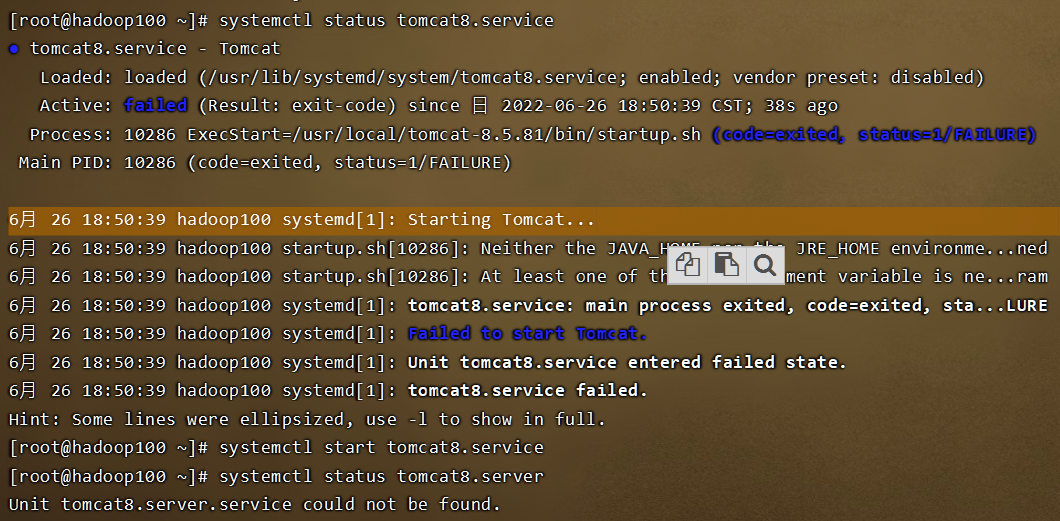 [root@hadoop100 ~]# systemctl status tomcat8.service
● tomcat8.service - Tomcat
Loaded: loaded (/usr/lib/systemd/system/tomcat8.service; enabled; vendor preset: disabled)
Active: failed (Result: exit-code) since 日 2022-06-26 18:50:39 CST; 38s ago
Process: 10286 ExecStart=/usr/local/tomcat-8.5.81/bin/startup.sh (code=exited, status=1/FAILURE)
Main PID: 10286 (code=exited, status=1/FAILURE)
6月 26 18:50:39 hadoop100 systemd[1]: Starting Tomcat...
6月 26 18:50:39 hadoop100 startup.sh[10286]: Neither the JAVA_HOME nor the JRE_HOME environme...ned
6月 26 18:50:39 hadoop100 startup.sh[10286]: At least one of variable is ne...ram
6月 26 18:50:39 hadoop100 systemd[1]: tomcat8.service: main process exited, code=exited, sta...LURE
6月 26 18:50:39 hadoop100 systemd[1]: Failed to start Tomcat.
6月 26 18:50:39 hadoop100 systemd[1]: Unit tomcat8.service entered failed state.
6月 26 18:50:39 hadoop100 systemd[1]: tomcat8.service failed.
Hint: Some lines were ellipsized, use -l to show in full.
[root@hadoop100 ~]# systemctl start tomcat8.service
[root@hadoop100 ~]# systemctl status tomcat8.server
Unit tomcat8.server.service could not be found.